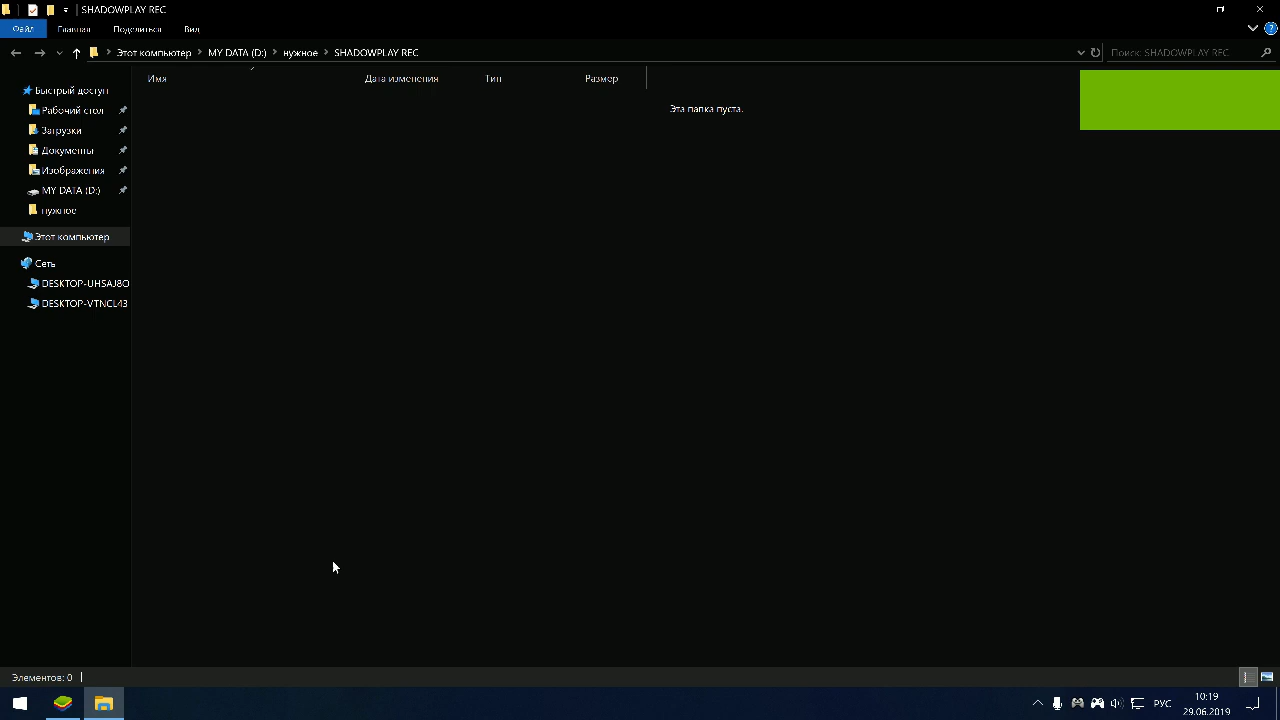 SHADOWPLAY REC
Файл Главная Поделиться Вид
Этот компьютер MY DATA (D:) нужное SHADOWPLAY REC Поиск: SHADOWPLAY REC
Имя Дата изменения Тип Размер
Эта папка пуста.
Быстрый доступ
Рабочий стол
Загрузки
Документы
Изображения
MY DATA (D:)
нужное
Этот компьютер
Сеть
DESKTOP-UHSAJ8O
DESKTOP-VTNCL43
Элементов: 0
РУС
10:19
29.06.2019